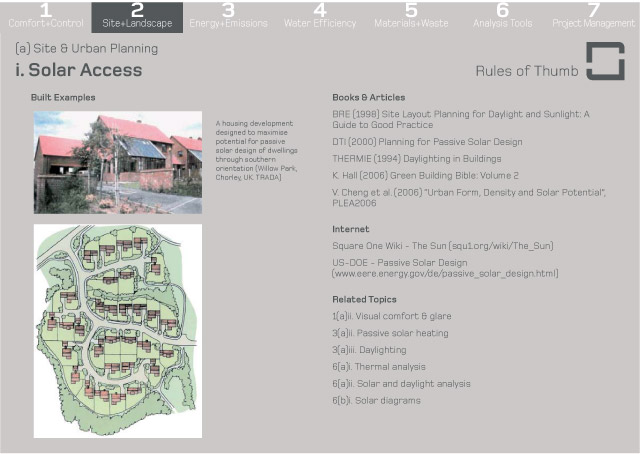 1
Comfort+Control
2
Site+Landscape
3
Energy+Emissions
4
Water Efficiency
5
Materials+Waste
6
Analysis Tools
7
Project Management
(a) Site & Urban Planning
i. Solar Access
Rules of Thumb
Built Examples
A housing development
designed to maximise
potential for passive
solar design of dwellings
through southern
orientation (Willow Park,
Chorley, UK. TRADA)
Books & Articles
BRE (1998) Site Layout Planning for Daylight and Sunlight: A
Guide to Good Practice
DTI (2000) Planning for Passive Solar Design
THERMIE (1994) Daylighting in Buildings
K. Hall (2006) Green Building Bible: Volume 2
V. Cheng et al. (2006) "Urban Form, Density and Solar Potential",
PLEA2006
Internet
Square One Wiki - The Sun (squ1.org/wiki/The_Sun)
US-DOE - Passive Solar Design
(www.eere.energy.gov/de/passive_solar_design.html)
Related Topics
1(a)ii. Visual comfort & glare
3(a)ii. Passive solar heating
3(a)iii. Daylighting
6(a)i. Thermal analysis
6(a)ii. Solar and daylight analysis
6(b)i. Solar diagrams